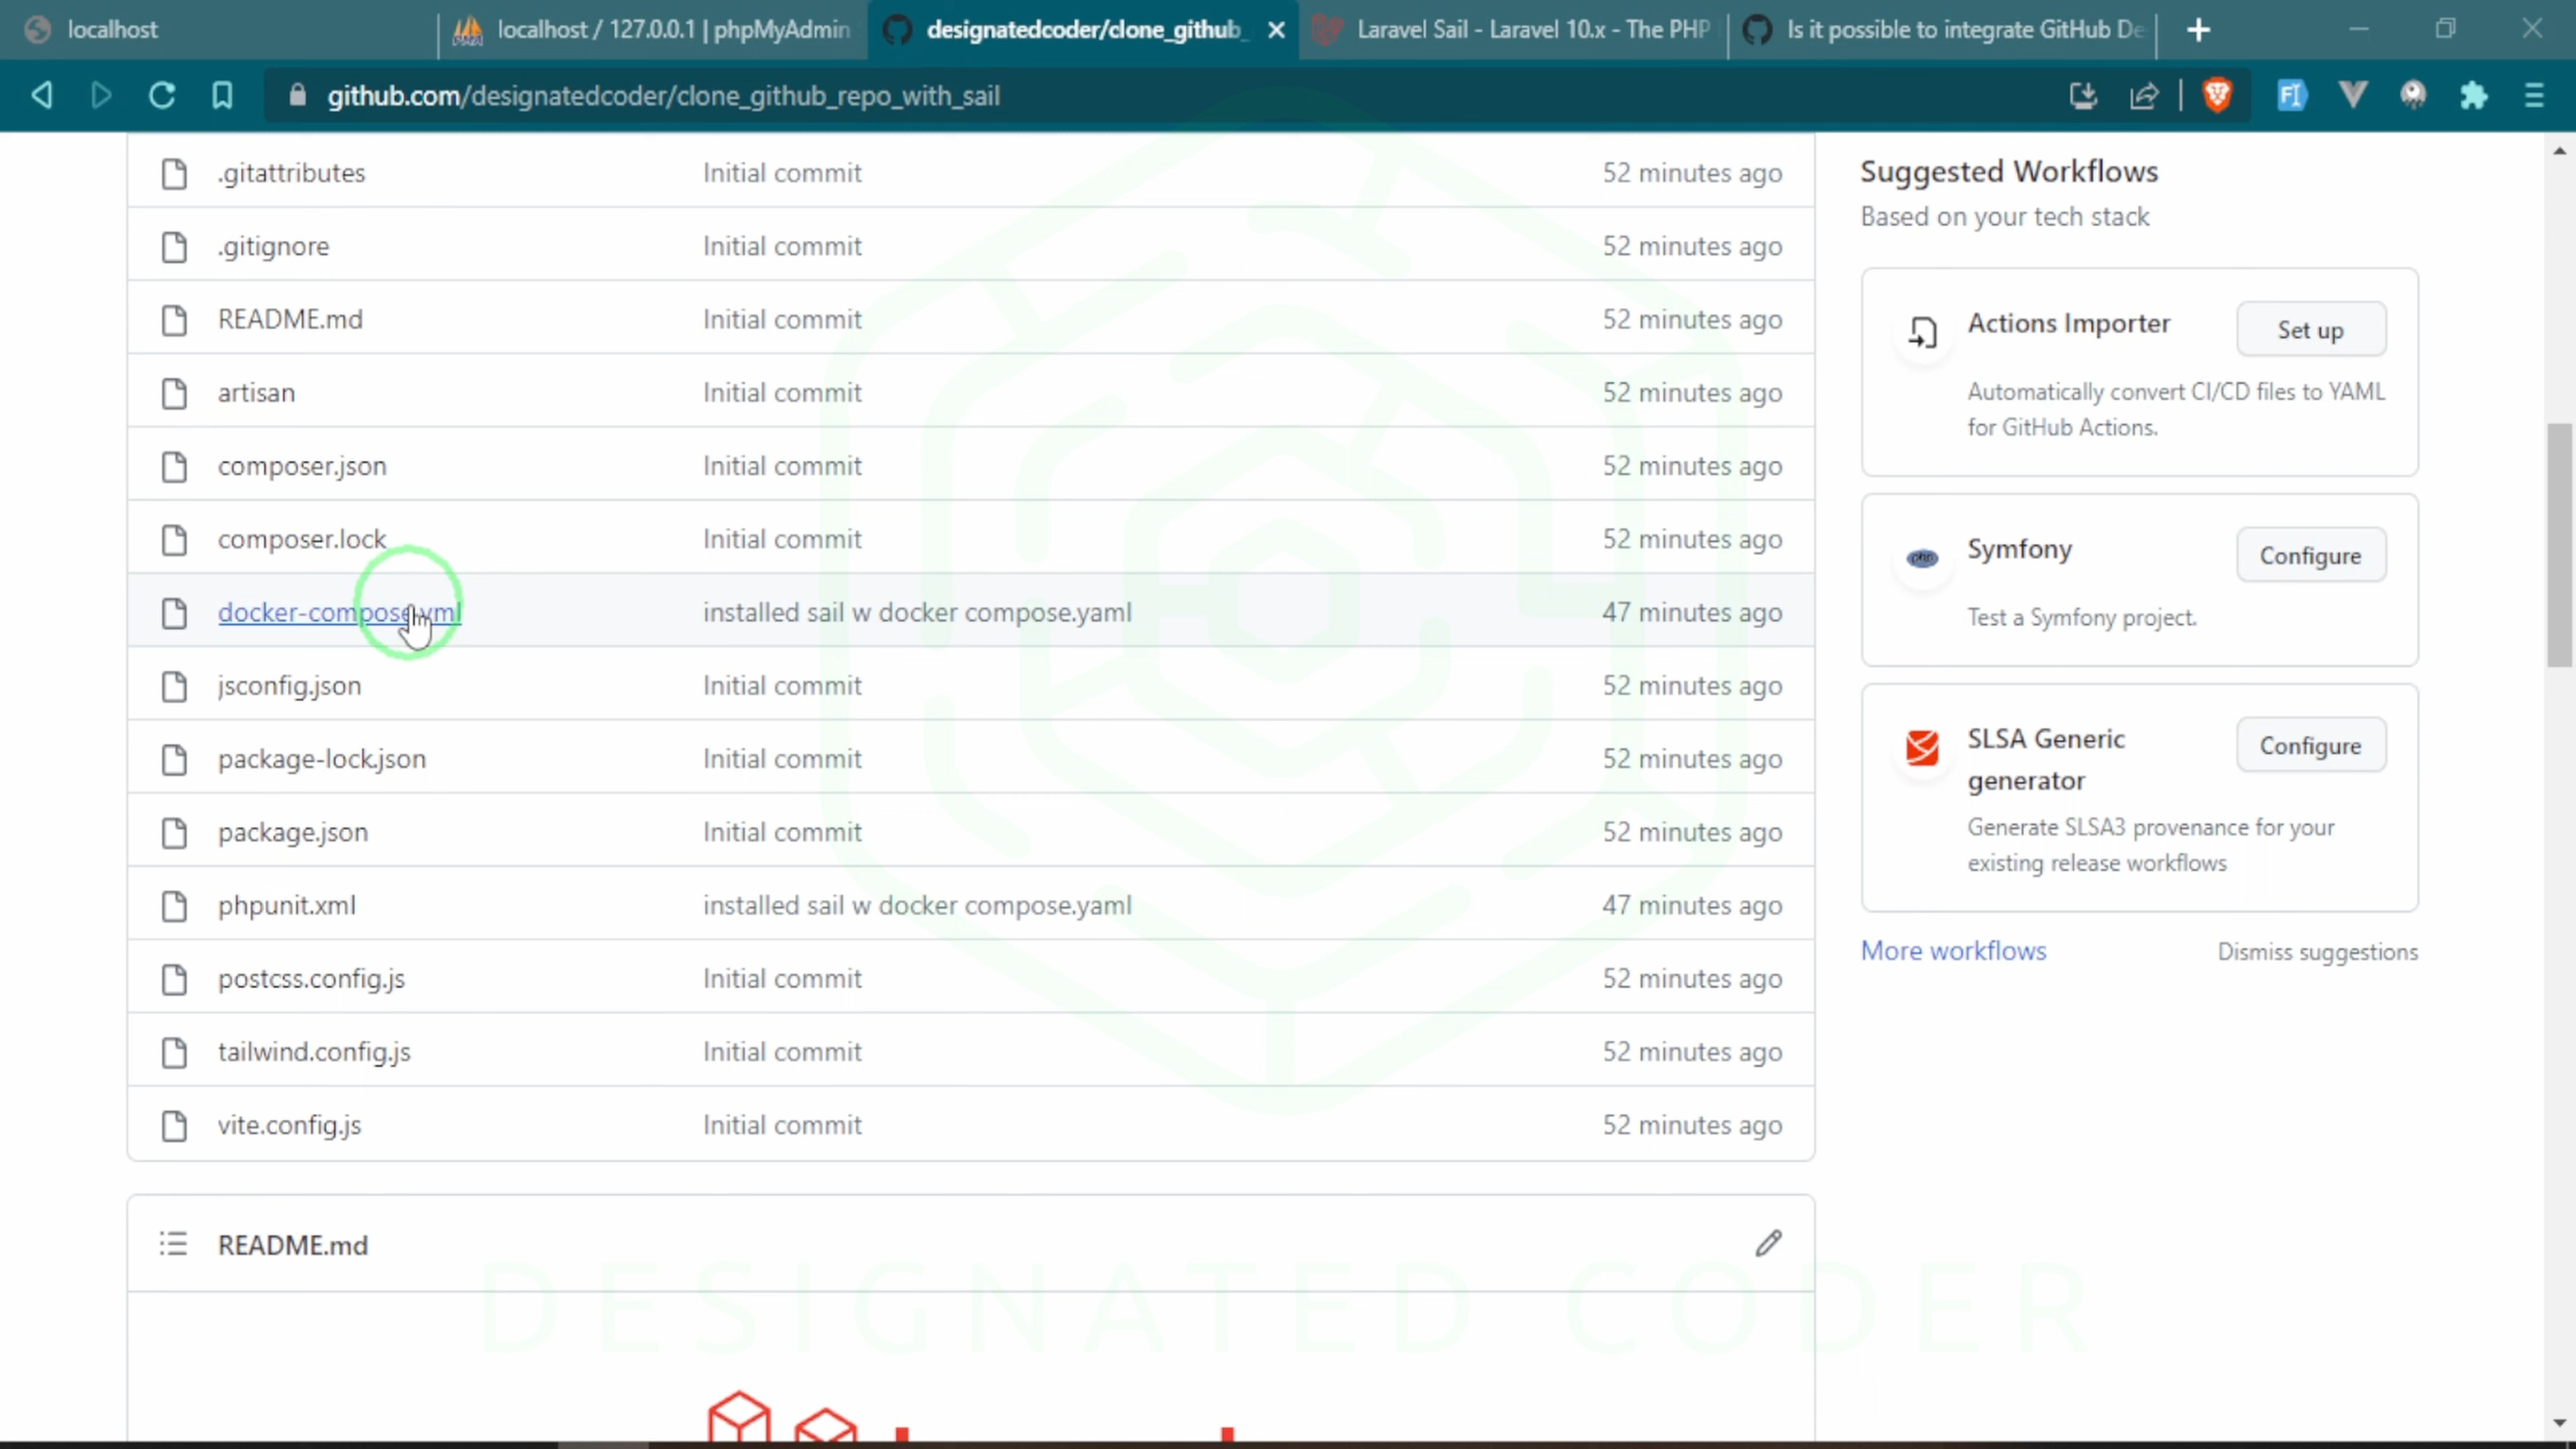 localhost
localhost / 127.0.0.1 | phpMyAdmin
designatedcoder/clone_github_
Laravel Sail - Laravel 10.x - The PHP
Is it possible to integrate GitHub De
github.com/designatedcoder/clone_github_repo_with_sail
.gitattributes Initial commit 52 minutes ago
.gitignore Initial commit 52 minutes ago
README.md Initial commit 52 minutes ago
artisan Initial commit 52 minutes ago
composer.json Initial commit 52 minutes ago
composer.lock Initial commit 52 minutes ago
docker-compose.yml installed sail w docker compose.yaml 47 minutes ago
jsconfig.json Initial commit 52 minutes ago
package-lock.json Initial commit 52 minutes ago
package.json Initial commit 52 minutes ago
phpunit.xml installed sail w docker compose.yaml 47 minutes ago
postcss.config.js Initial commit 52 minutes ago
tailwind.config.js Initial commit 52 minutes ago
vite.config.js Initial commit 52 minutes ago
README.md
Suggested Workflows
Based on your tech stack
Actions Importer Set up
Automatically convert CI/CD files to YAML
for GitHub Actions.
php
Symfony Configure
Test a Symfony project.
SLSA Generic Configure
generator
Generate SLSA3 provenance for your
existing release workflows
More workflows Dismiss suggestions
DESIGNATED CODER